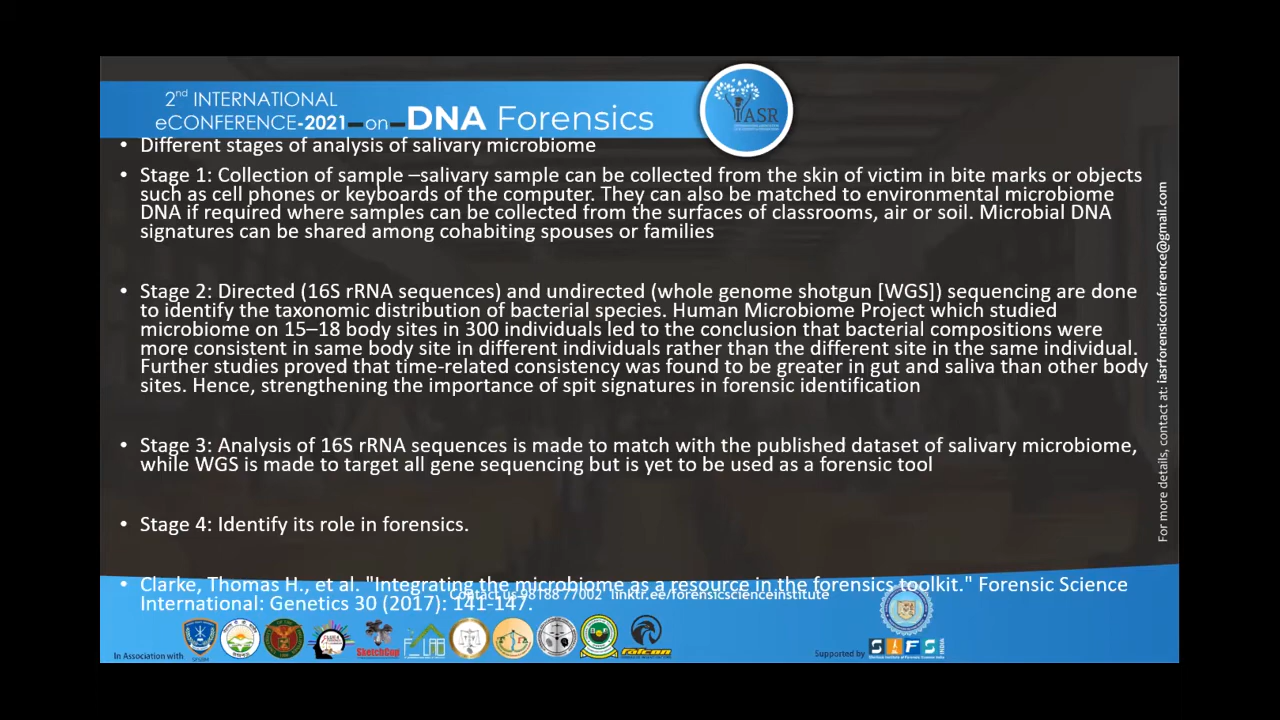 2nd INTERNATIONAL
eCONFERENCE-2021-on-DNA Forensics
IASR
• Different stages of analysis of salivary microbiome
• Stage 1: Collection of sample –salivary sample can be collected from the skin of victim in bite marks or objects
such as cell phones or keyboards of the computer. They can also be matched to environmental microbiome
DNA if required where samples can be collected from the surfaces of classrooms, air or soil. Microbial DNA
signatures can be shared among cohabiting spouses or families
• Stage 2: Directed (16S rRNA sequences) and undirected (whole genome shotgun [WGS]) sequencing are done
to identify the taxonomic distribution of bacterial species. Human Microbiome Project which studied
microbiome on 15–18 body sites in 300 individuals led to the conclusion that bacterial compositions were
more consistent in same body site in different individuals rather than the different site in the same individual.
Further studies proved that time-related consistency was found to be greater in gut and saliva than other body
sites. Hence, strengthening the importance of spit signatures in forensic identification
• Stage 3: Analysis of 16S rRNA sequences is made to match with the published dataset of salivary microbiome,
while WGS is made to target all gene sequencing but is yet to be used as a forensic tool
• Stage 4: Identify its role in forensics.
• Clarke, Thomas H., et al. "Integrating the microbiome as a resource in the forensics toolkit." Forensic Science
International: Genetics 30 (2017): 141-147.
Contact us 98188 77002 linktr.ee/forensicscienceinstitute
For more details, contact at: iasrforensicconference@gmail.com
In Association with
SketchCop
LAB
falcon
Supported by
SIFS
INDIA